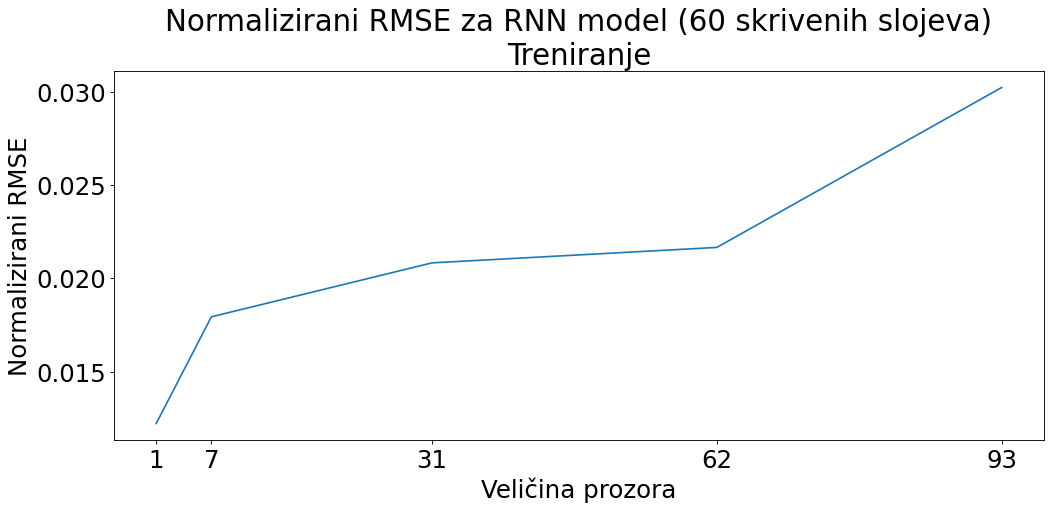 Normalizirani RMSE za RNN model (60 skrivenih slojeva)
Treniranje
Normalizirani RMSE
0.030
0.025
0.020
0.015
1 7 31 62 93
Veličina prozora